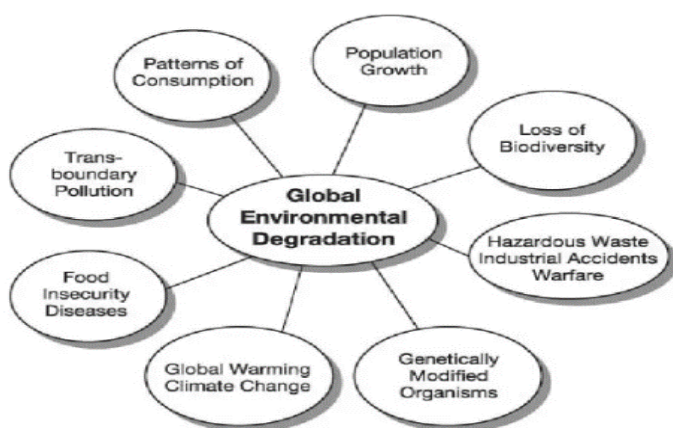 Patterns of
Consumption
Population
Growth
Loss of
Biodiversity
Trans-
boundary
Pollution
Global
Environmental
Degradation
Hazardous Waste
Industrial Accidents
Warfare
Food
Insecurity
Diseases
Global Warming
Climate Change
Genetically
Modified
Organisms